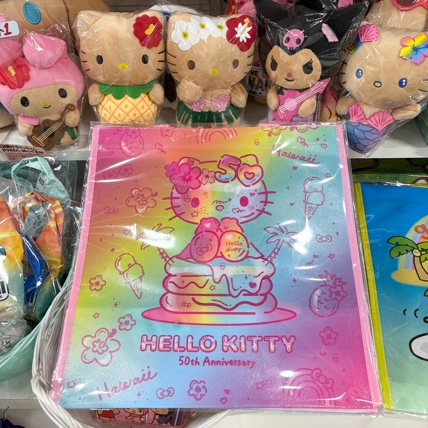 Hawaii
50
Hello
Kitty
HELLO KITTY
50th Anniversary
Hawaii